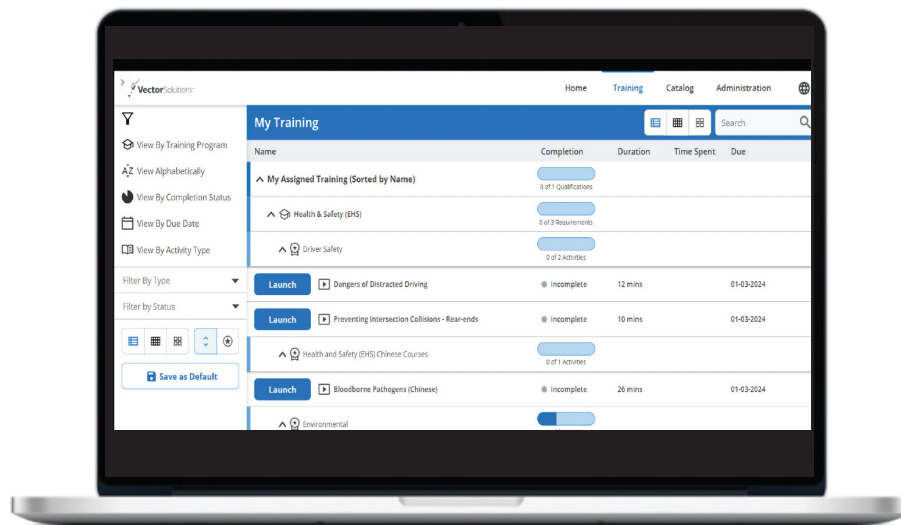 VectorSolutions
Home
Training
Catalog
Administration
My Training
Search
View By Training Program
View Alphabetically
View By Completion Status
View By Due Date
View By Activity Type
Filter By Type
Filter by Status
Save as Default
Name
Completion
Duration
Time Spent
Due
My Assigned Training (Sorted by Name)
0 of 1 Qualifications
Health & Safety (EHS)
0 of 3 Requirements
Driver Safety
0 of 2 Activities
Launch
Dangers of Distracted Driving
Incomplete
12 mins
01-03-2024
Launch
Preventing Intersection Collisions - Rear-ends
Incomplete
10 mins
01-03-2024
Health and Safety (EHS) Chinese Courses
0 of 1 Activities
Launch
Bloodborne Pathogens (Chinese)
Incomplete
26 mins
01-03-2024
Environmental